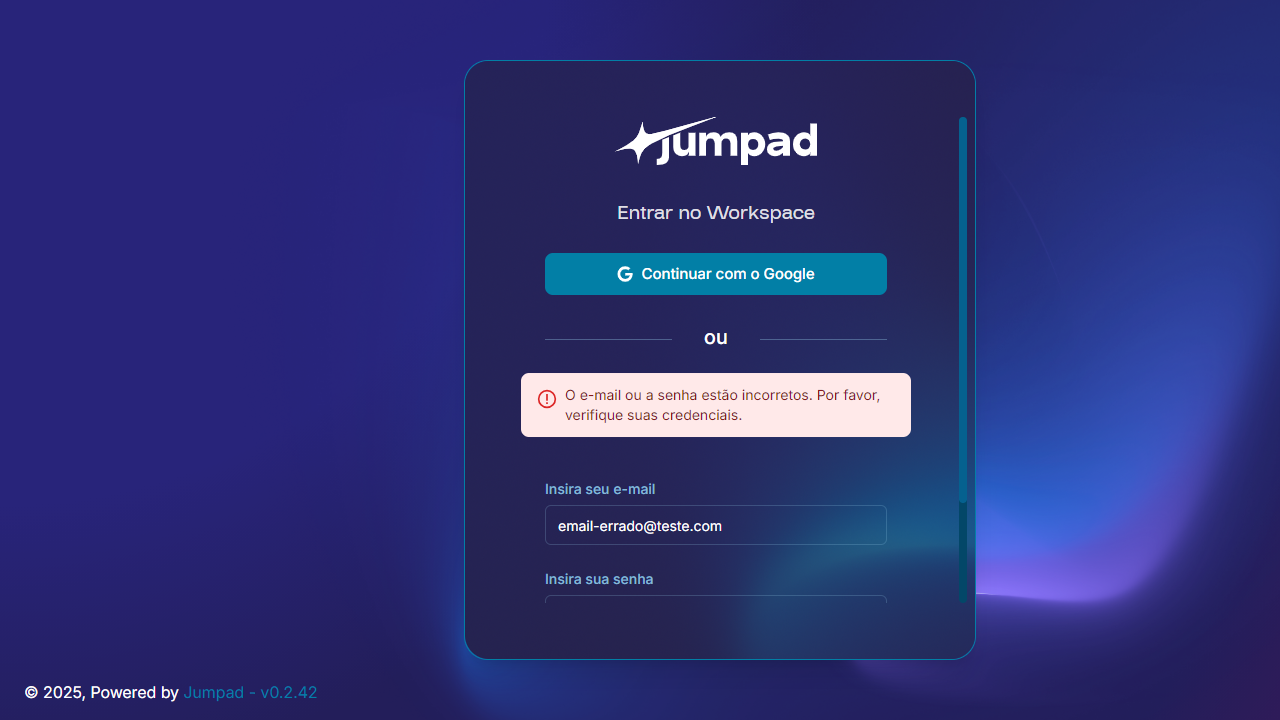 jumpad
Entrar no Workspace
Continuar com o Google
ou
O e-mail ou a senha estão incorretos. Por favor,
verifique suas credenciais.
Insira seu e-mail
email-errado@teste.com
Insira sua senha
© 2025, Powered by Jumpad - v0.2.42